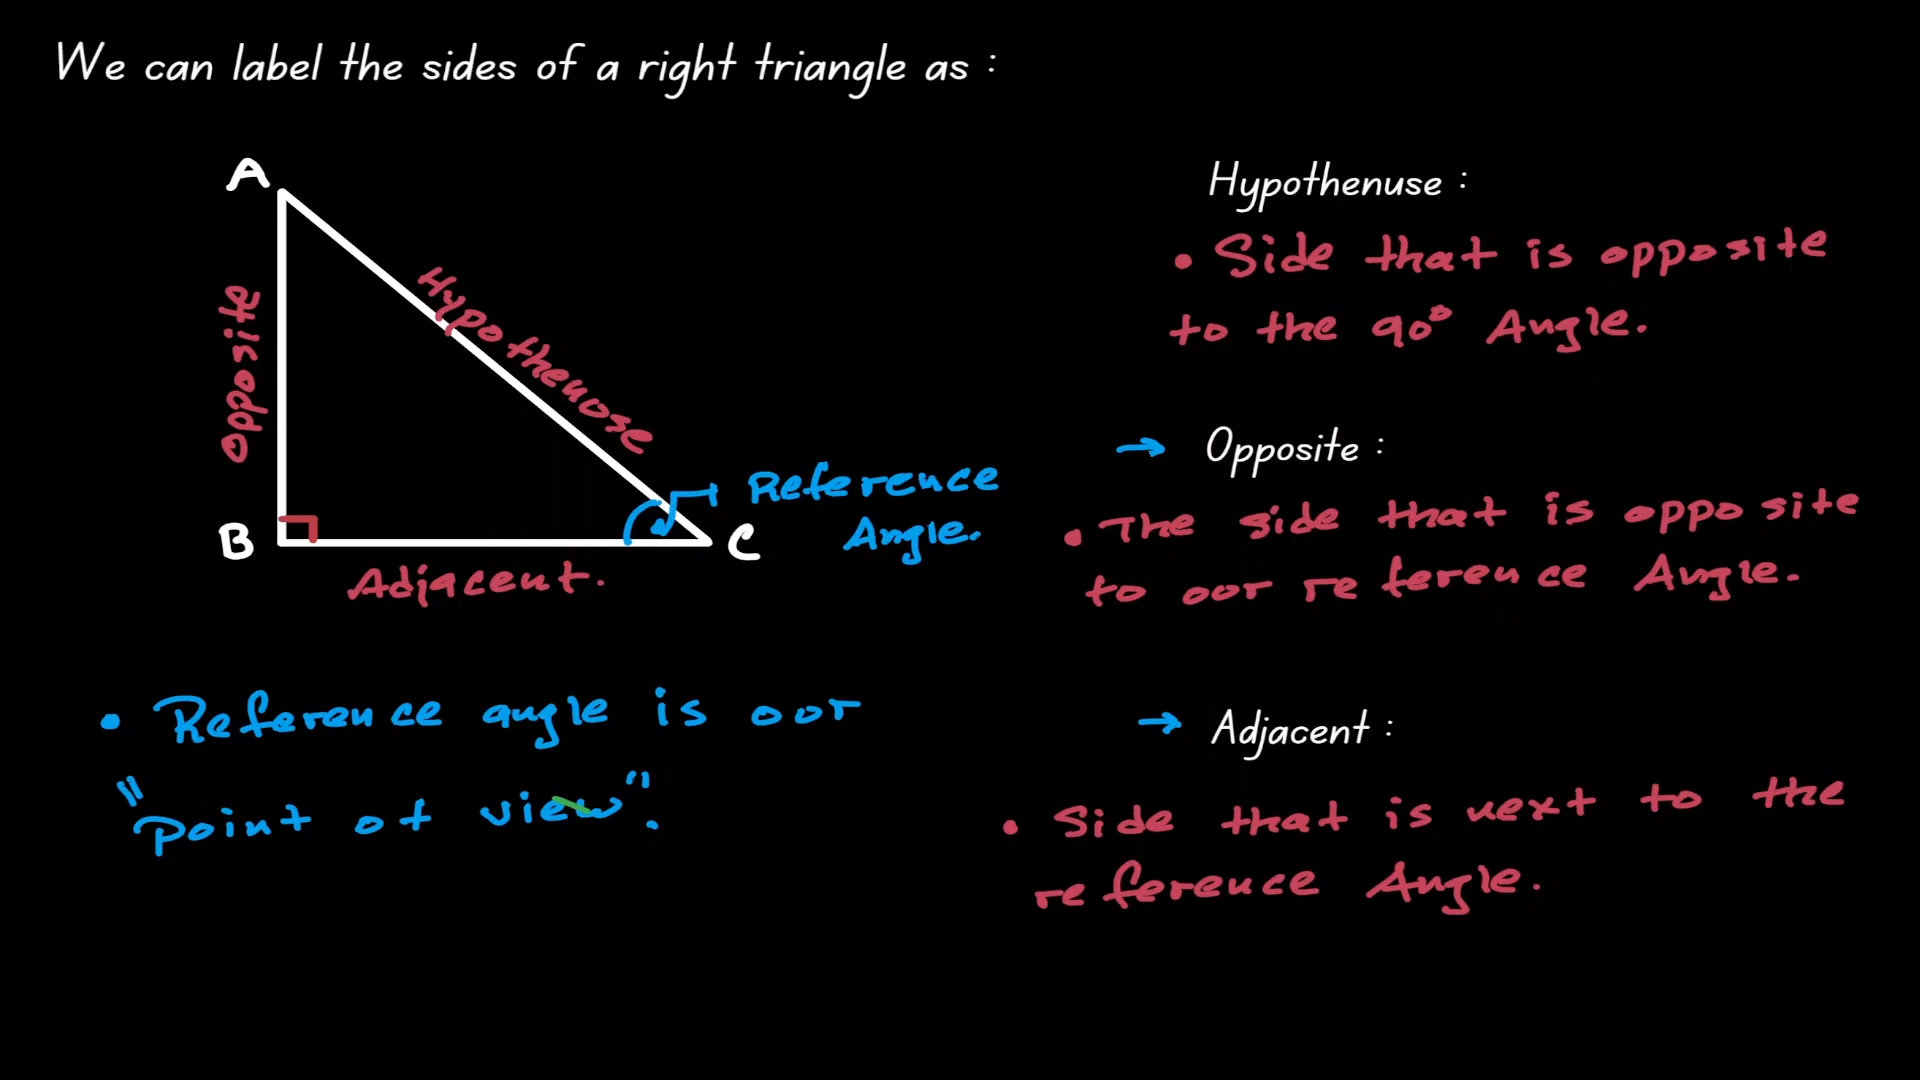 We can label the sides of a right triangle as :
A
Opposite
Hypothenuse
B
C
Adjacent.
Reference
Angle.
• Reference angle is our
"point of view".
Hypothenuse :
• Side that is opposite
to the 90° Angle.
→ Opposite :
• The side that is opposite
to our reference Angle.
→ Adjacent :
• Side that is next to the
reference Angle.